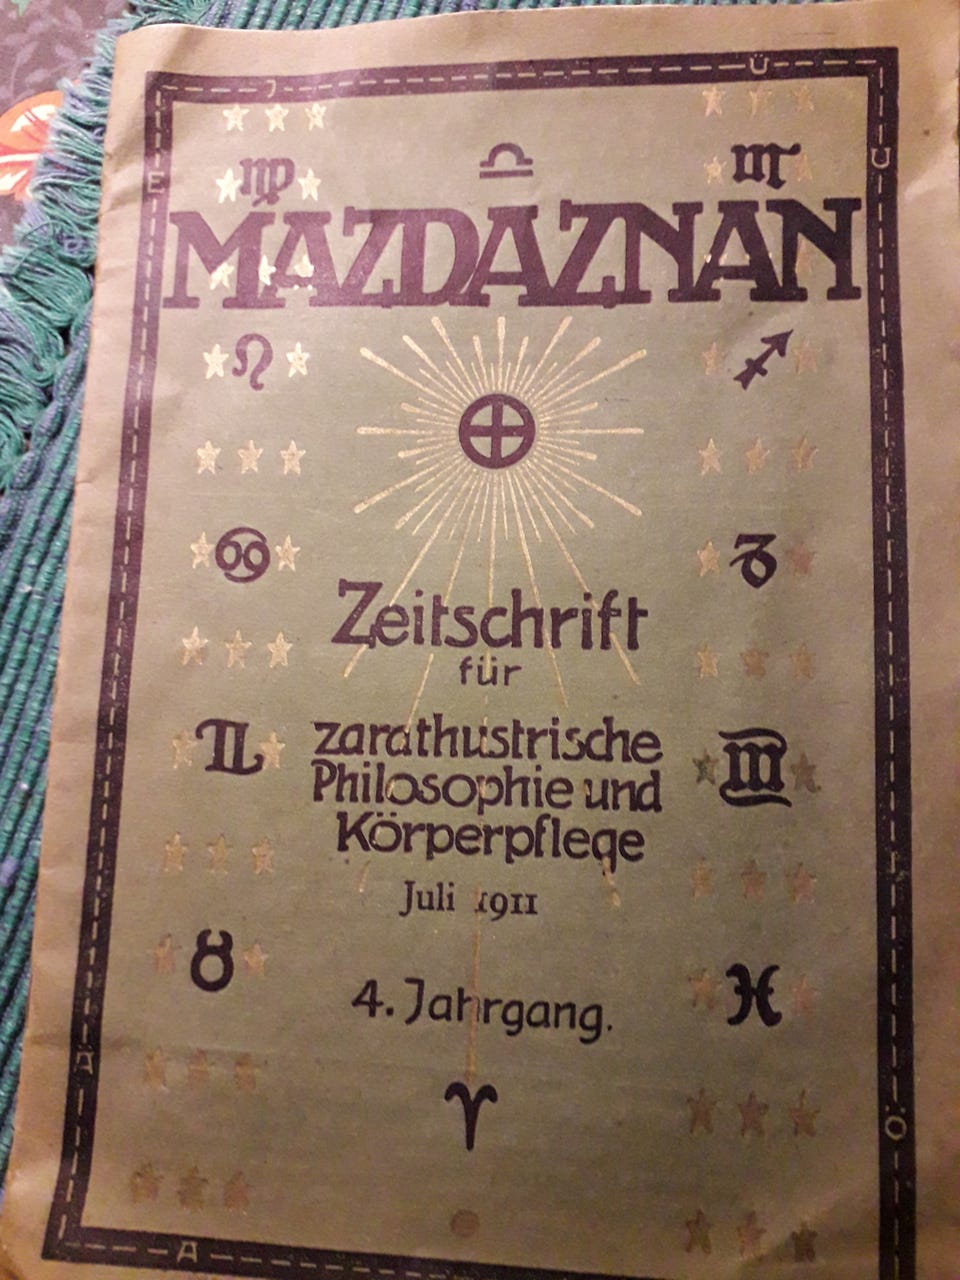 J
Ü
E
U
♍ ♎ ♏
MAZDAZNAN
♌ ♐
♋ ♑
Zeitschrift
für
zarathustrische
Philosophie und
Körperpflege
♊
Juli 1911
4. Jahrgang.
♉ ♓
♈
Ä
Ö
A